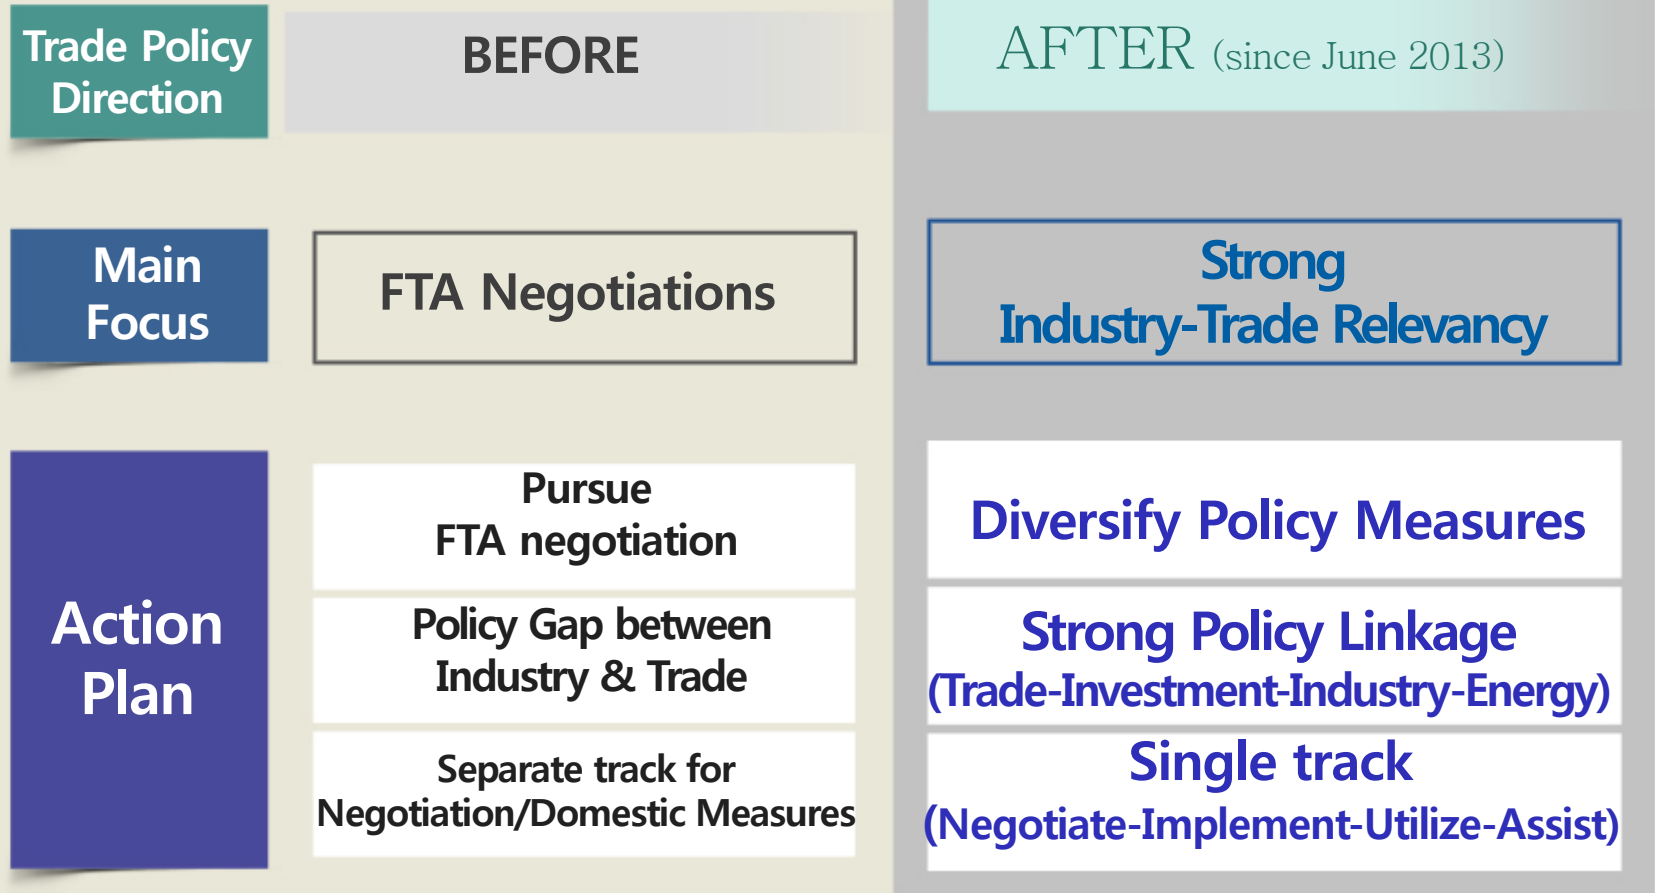 Trade Policy
Direction
BEFORE
AFTER (since June 2013)
Main
Focus
FTA Negotiations
Strong
Industry-Trade Relevancy
Action
Plan
Pursue
FTA negotiation
Diversify Policy Measures
Policy Gap between
Industry & Trade
Strong Policy Linkage
(Trade-Investment-Industry-Energy)
Separate track for
Negotiation/Domestic Measures
Single track
(Negotiate-Implement-Utilize-Assist)